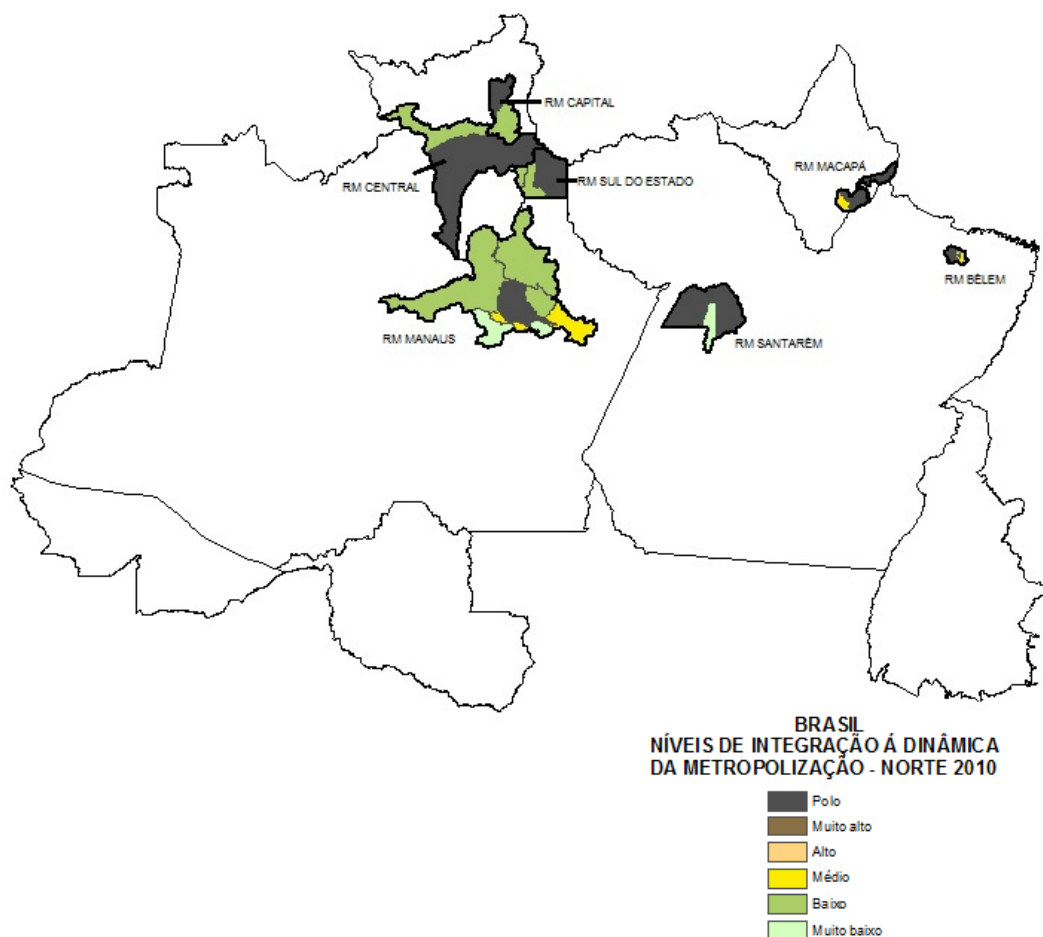 RM CAPITAL
RM MACAPÁ
RM CENTRAL
RM SUL DO ESTADO
RM BÉLEM
RM MANAUS
RM SANTARÉM
BRASIL
NÍVEIS DE INTEGRAÇÃO Á DINÂMICA
DA METROPOLIZAÇÃO - NORTE 2010
Polo
Muito alto
Alto
Médio
Baixo
Muito baixo